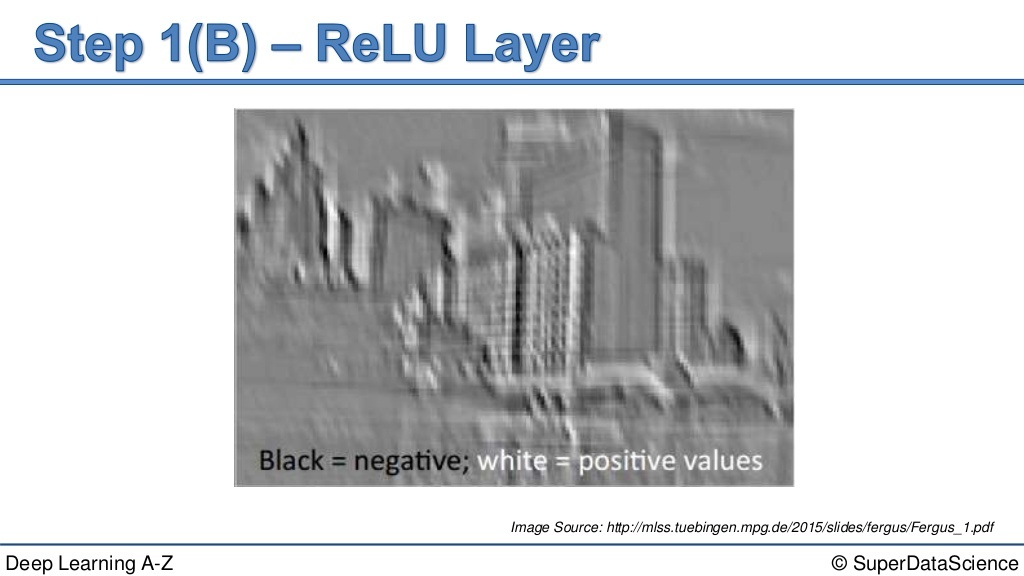 Step 1(B) – ReLU Layer
Black = negative; white = positive values
Image Source: http://mlss.tuebingen.mpg.de/2015/slides/fergus/Fergus_1.pdf
Deep Learning A-Z
© SuperDataScience